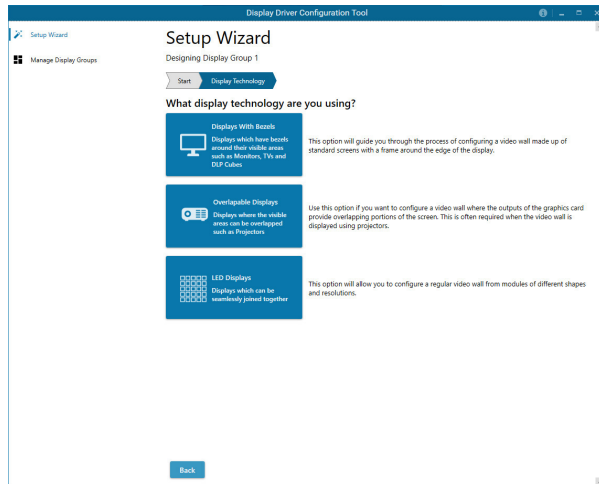 Display Driver Configuration Tool
Setup Wizard
Manage Display Groups
Setup Wizard
Designing Display Group 1
Start
Display Technology
What display technology are you using?
Displays With Bezels
Displays which have bezels
around their visible areas
such as Monitors, TVs and
DLP Cubes
This option will guide you through the process of configuring a video wall made up of
standard screens with a frame around the edge of the display.
Overlapable Displays
Displays where the visible
areas can be overlapped
such as Projectors
Use this option if you want to configure a video wall where the outputs of the graphics card
provide overlapping portions of the screen. This is often required when the video wall is
displayed using projectors.
LED Displays
Displays which can be
seamlessly joined together
This option will allow you to configure a regular video wall from modules of different shapes
and resolutions.
Back